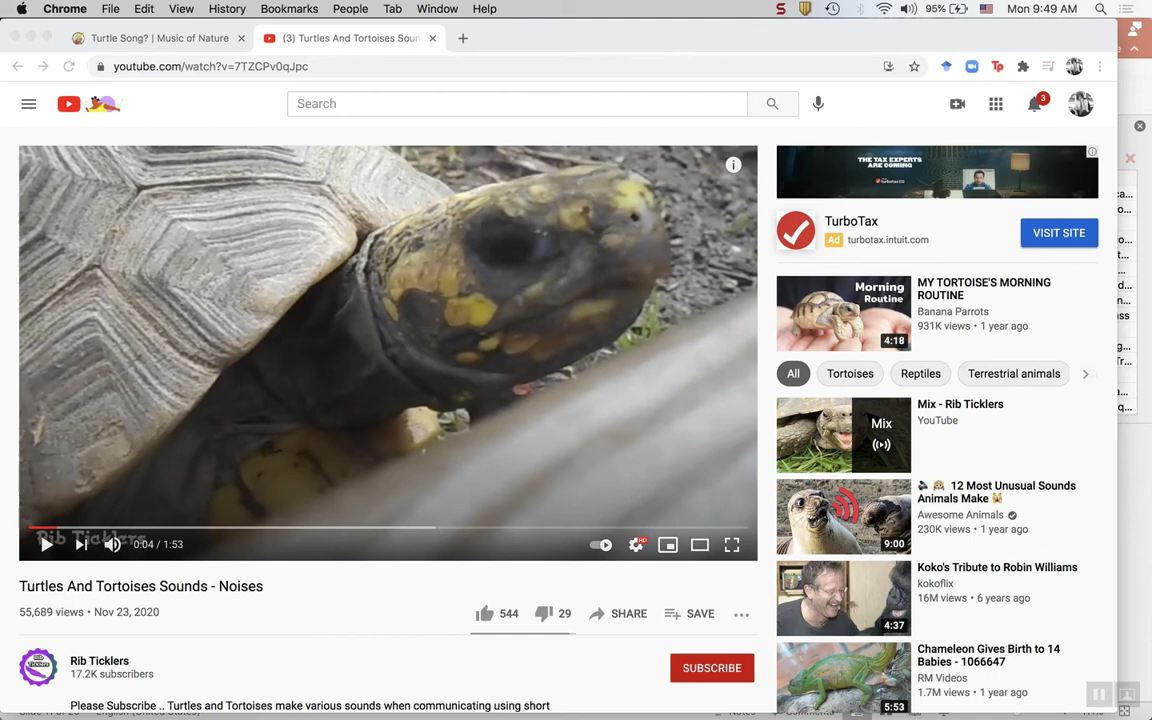 Chrome File Edit View History Bookmarks People Tab Window Help
95% Mon 9:49 AM
Turtle Song? | Music of Nature
(3) Turtles And Tortoises Soun
youtube.com/watch?v=7TZCPv0qJpc
Tp
Search
3
THE TAX EXPERTS
ARE COMING
TurboTax
Ad turbotax.intuit.com
VISIT SITE
Morning
Routine
4:18
MY TORTOISE'S MORNING
ROUTINE
Banana Parrots
931K views • 1 year ago
All Tortoises Reptiles Terrestrial animals
Mix
Mix - Rib Ticklers
YouTube
12 Most Unusual Sounds
Animals Make
Awesome Animals
230K views • 1 year ago
9:00
Koko's Tribute to Robin Williams
kokoflix
16M views • 6 years ago
4:37
Chameleon Gives Birth to 14
Babies - 1066647
RM Videos
1.7M views • 1 year ago
5:53
Rib Ticklers
0:04 / 1:53
HD
Turtles And Tortoises Sounds - Noises
55,689 views • Nov 23, 2020
544 29 SHARE SAVE
Rib Ticklers
17.2K subscribers
SUBSCRIBE
Please Subscribe .. Turtles and Tortoises make various sounds when communicating using short